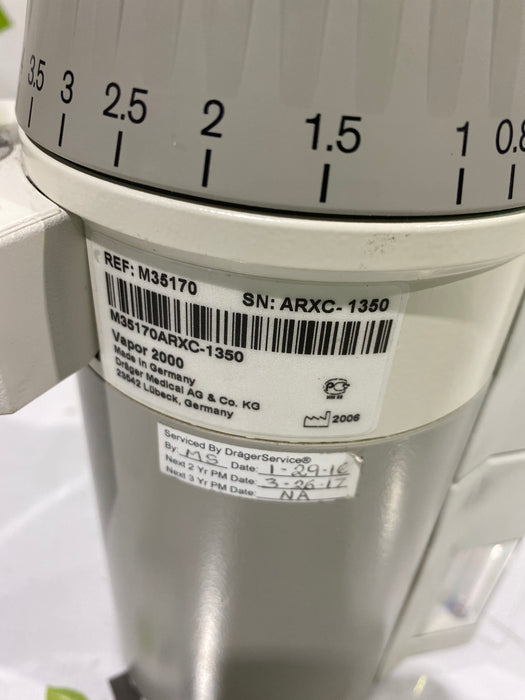 3.5 3 2.5 2 1.5 1 0.8
REF: M35170 SN: ARXC- 1350
M35170ARXC-1350
Vapor 2000
Made in Germany
Dräger Medical AG & Co. KG
23542 Lübeck, Germany
2006
Serviced By DrägerService®
By: MS Date: 1-29-16
Next 2 Yr PM Date: 3-26-17
Next 3 Yr PM Date: NA